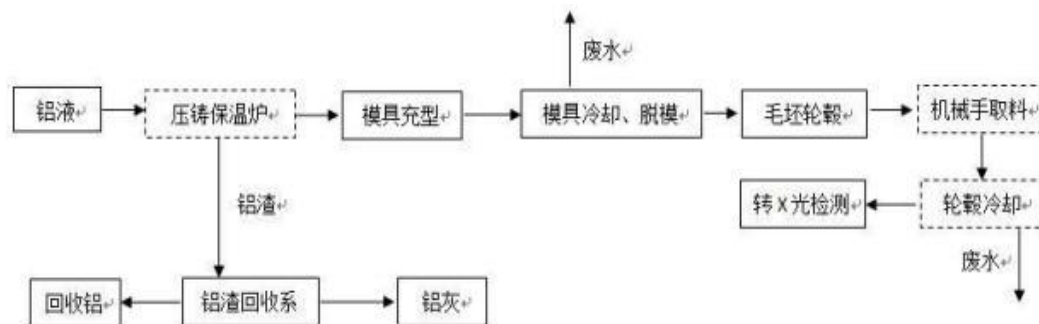 废水
铝液
压铸保温炉
模具充型
模具冷却、脱模
毛坯轮毂
机械手取料
铝渣
转X光检测
轮毂冷却
废水
回收铝
铝渣回收系
铝灰